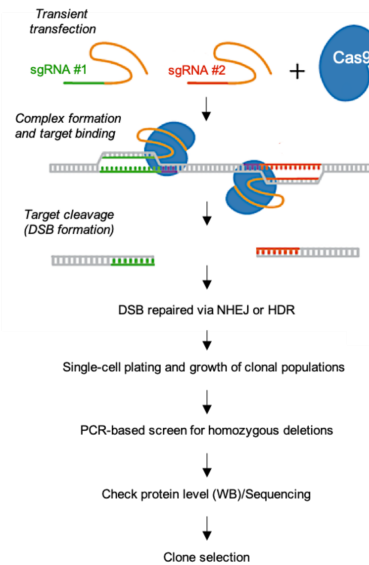 Transient
transfection
sgRNA #1
sgRNA #2
+
Cas9
Complex formation
and target binding
Target cleavage
(DSB formation)
DSB repaired via NHEJ or HDR
Single-cell plating and growth of clonal populations
PCR-based screen for homozygous deletions
Check protein level (WB)/Sequencing
Clone selection